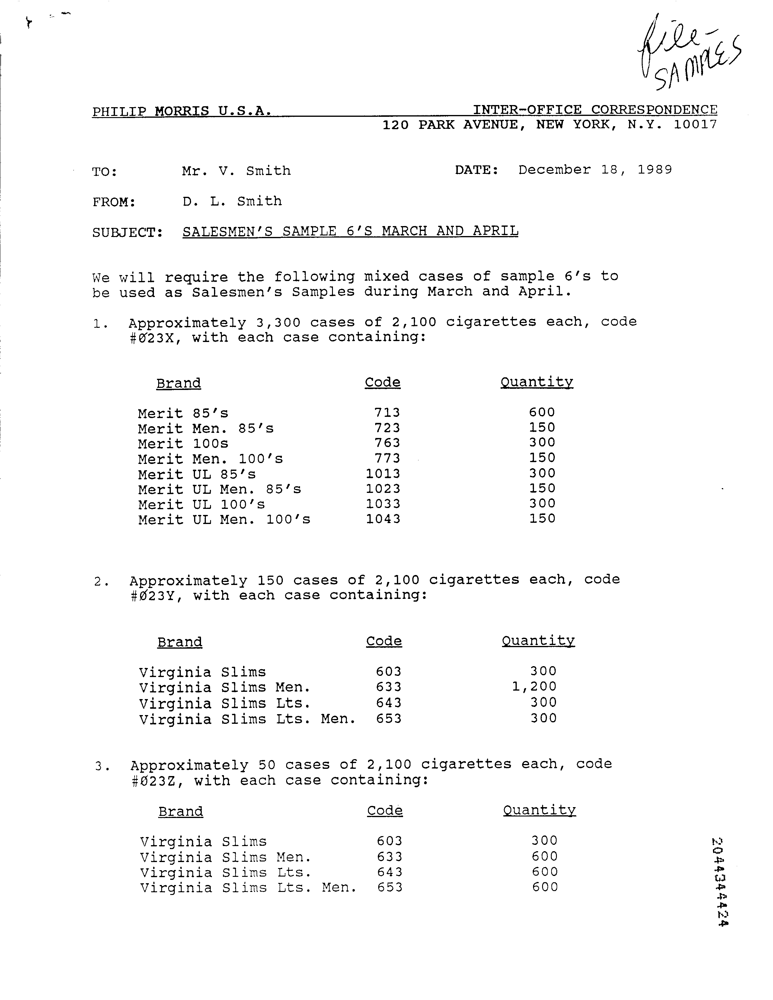 file-
SAMPLES
PHILIP MORRIS U.S.A. INTER-OFFICE CORRESPONDENCE
120 PARK AVENUE, NEW YORK, N.Y. 10017
TO: Mr. V. Smith DATE: December 18, 1989
FROM: D. L. Smith
SUBJECT: SALESMEN'S SAMPLE 6'S MARCH AND APRIL
We will require the following mixed cases of sample 6's to
be used as Salesmen's Samples during March and April.
1. Approximately 3,300 cases of 2,100 cigarettes each, code
#Ø23X, with each case containing:
Brand Code Quantity
Merit 85's 713 600
Merit Men. 85's 723 150
Merit 100s 763 300
Merit Men. 100's 773 150
Merit UL 85's 1013 300
Merit UL Men. 85's 1023 150
Merit UL 100's 1033 300
Merit UL Men. 100's 1043 150
2. Approximately 150 cases of 2,100 cigarettes each, code
#Ø23Y, with each case containing:
Brand Code Quantity
Virginia Slims 603 300
Virginia Slims Men. 633 1,200
Virginia Slims Lts. 643 300
Virginia Slims Lts. Men. 653 300
3. Approximately 50 cases of 2,100 cigarettes each, code
#Ø23Z, with each case containing:
Brand Code Quantity
Virginia Slims 603 300
Virginia Slims Men. 633 600
Virginia Slims Lts. 643 600
Virginia Slims Lts. Men. 653 600
2044344424